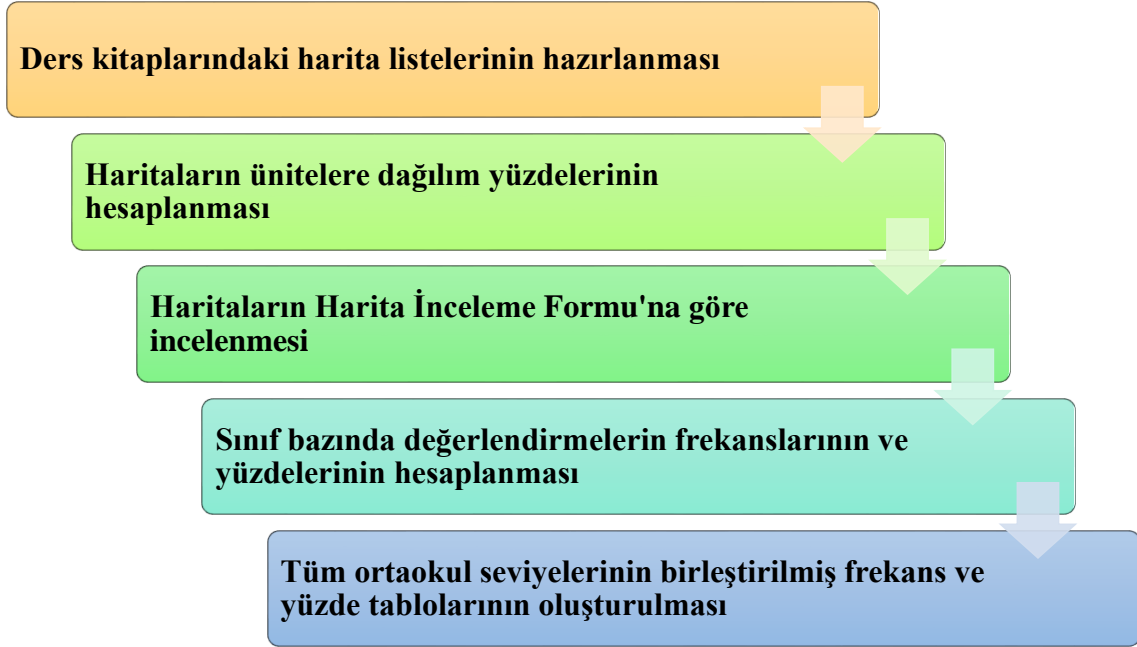 Ders kitaplarındaki harita listelerinin hazırlanması
Haritaların ünitelere dağılım yüzdelerinin
hesaplanması
Haritaların Harita İnceleme Formu'na göre
incelenmesi
Sınıf bazında değerlendirmelerin frekanslarının ve
yüzdelerinin hesaplanması
Tüm ortaokul seviyelerinin birleştirilmiş frekans ve
yüzde tablolarının oluşturulması